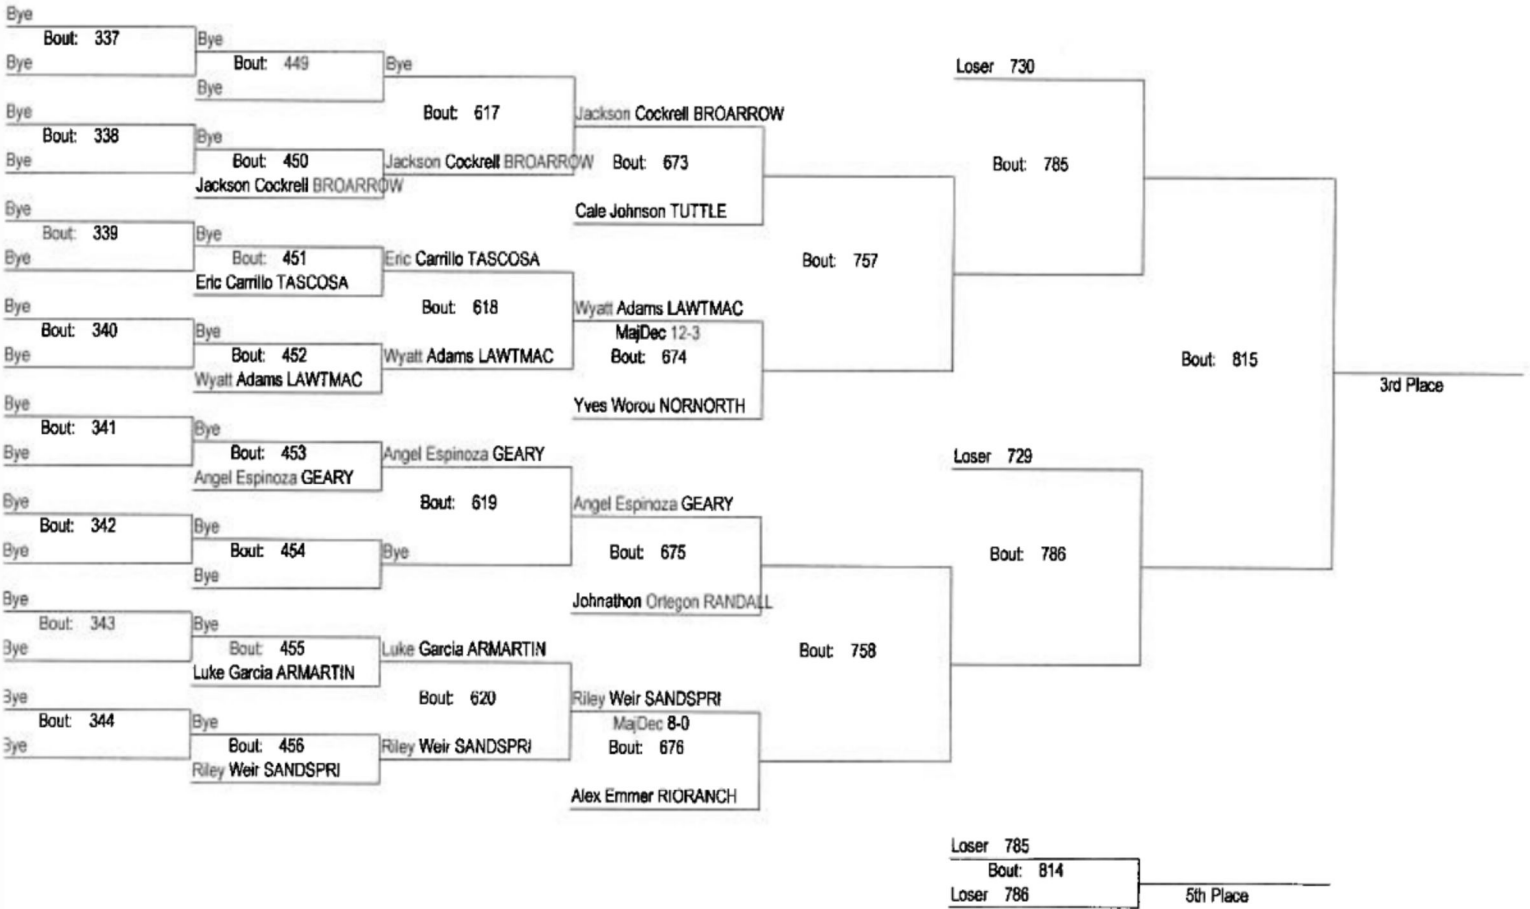 Bye
Bout: 337
Bye
Bye
Bout: 338
Bye
Bye
Bout: 339
Bye
Bye
Bout: 340
Bye
Bye
Bout: 341
Bye
Bye
Bout: 342
Bye
Bye
Bout: 343
Bye
Bye
Bout: 344
Bye
Bye
Bout: 449
Bye
Bye
Bout: 450
Jackson Cockrell BROARROW
Bye
Bout: 451
Eric Carrillo TASCOSA
Bye
Bout: 452
Wyatt Adams LAWTMAC
Bye
Bout: 453
Angel Espinoza GEARY
Bye
Bout: 454
Bye
Bye
Bout: 455
Luke Garcia ARMARTIN
Bye
Bout: 456
Riley Weir SANDSPRI
Bye
Bout: 617
Jackson Cockrell BROARROW
Eric Carrillo TASCOSA
Bout: 618
Wyatt Adams LAWTMAC
Angel Espinoza GEARY
Bout: 619
Bye
Luke Garcia ARMARTIN
Bout: 620
Riley Weir SANDSPRI
Jackson Cockrell BROARROW
Bout: 673
Cale Johnson TUTTLE
Wyatt Adams LAWTMAC
MajDec 12-3
Bout: 674
Yves Worou NORNORTH
Angel Espinoza GEARY
Bout: 675
Johnathon Ortegon RANDALL
Riley Weir SANDSPRI
MajDec 8-0
Bout: 676
Alex Emmer RIORANCH
Bout: 757
Bout: 758
Loser 730
Bout: 785
Loser 729
Bout: 786
Bout: 815
3rd Place
Loser 785
Bout: 814
Loser 786
5th Place